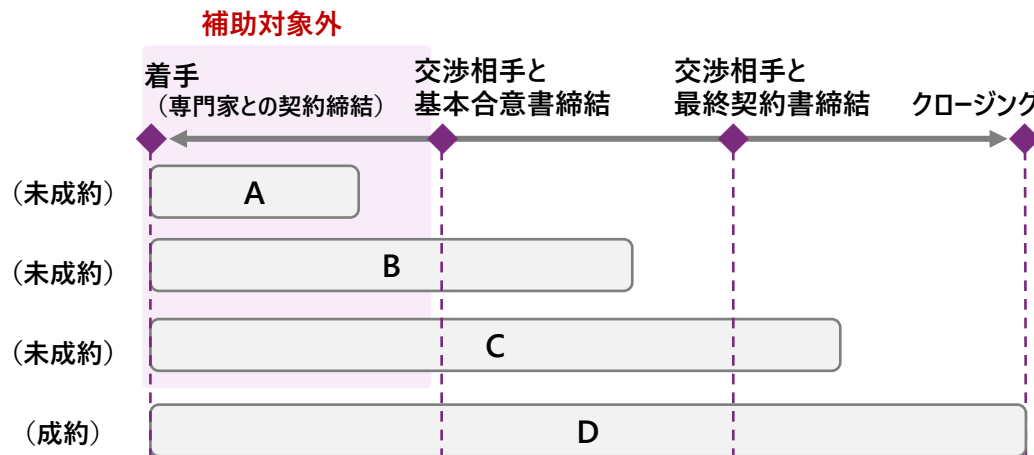 補助対象外
着手
（専門家との契約締結）
交渉相手と
基本合意書締結
交渉相手と
最終契約書締結
クロージング
（未成約）
A
（未成約）
B
（未成約）
C
（成約）
D